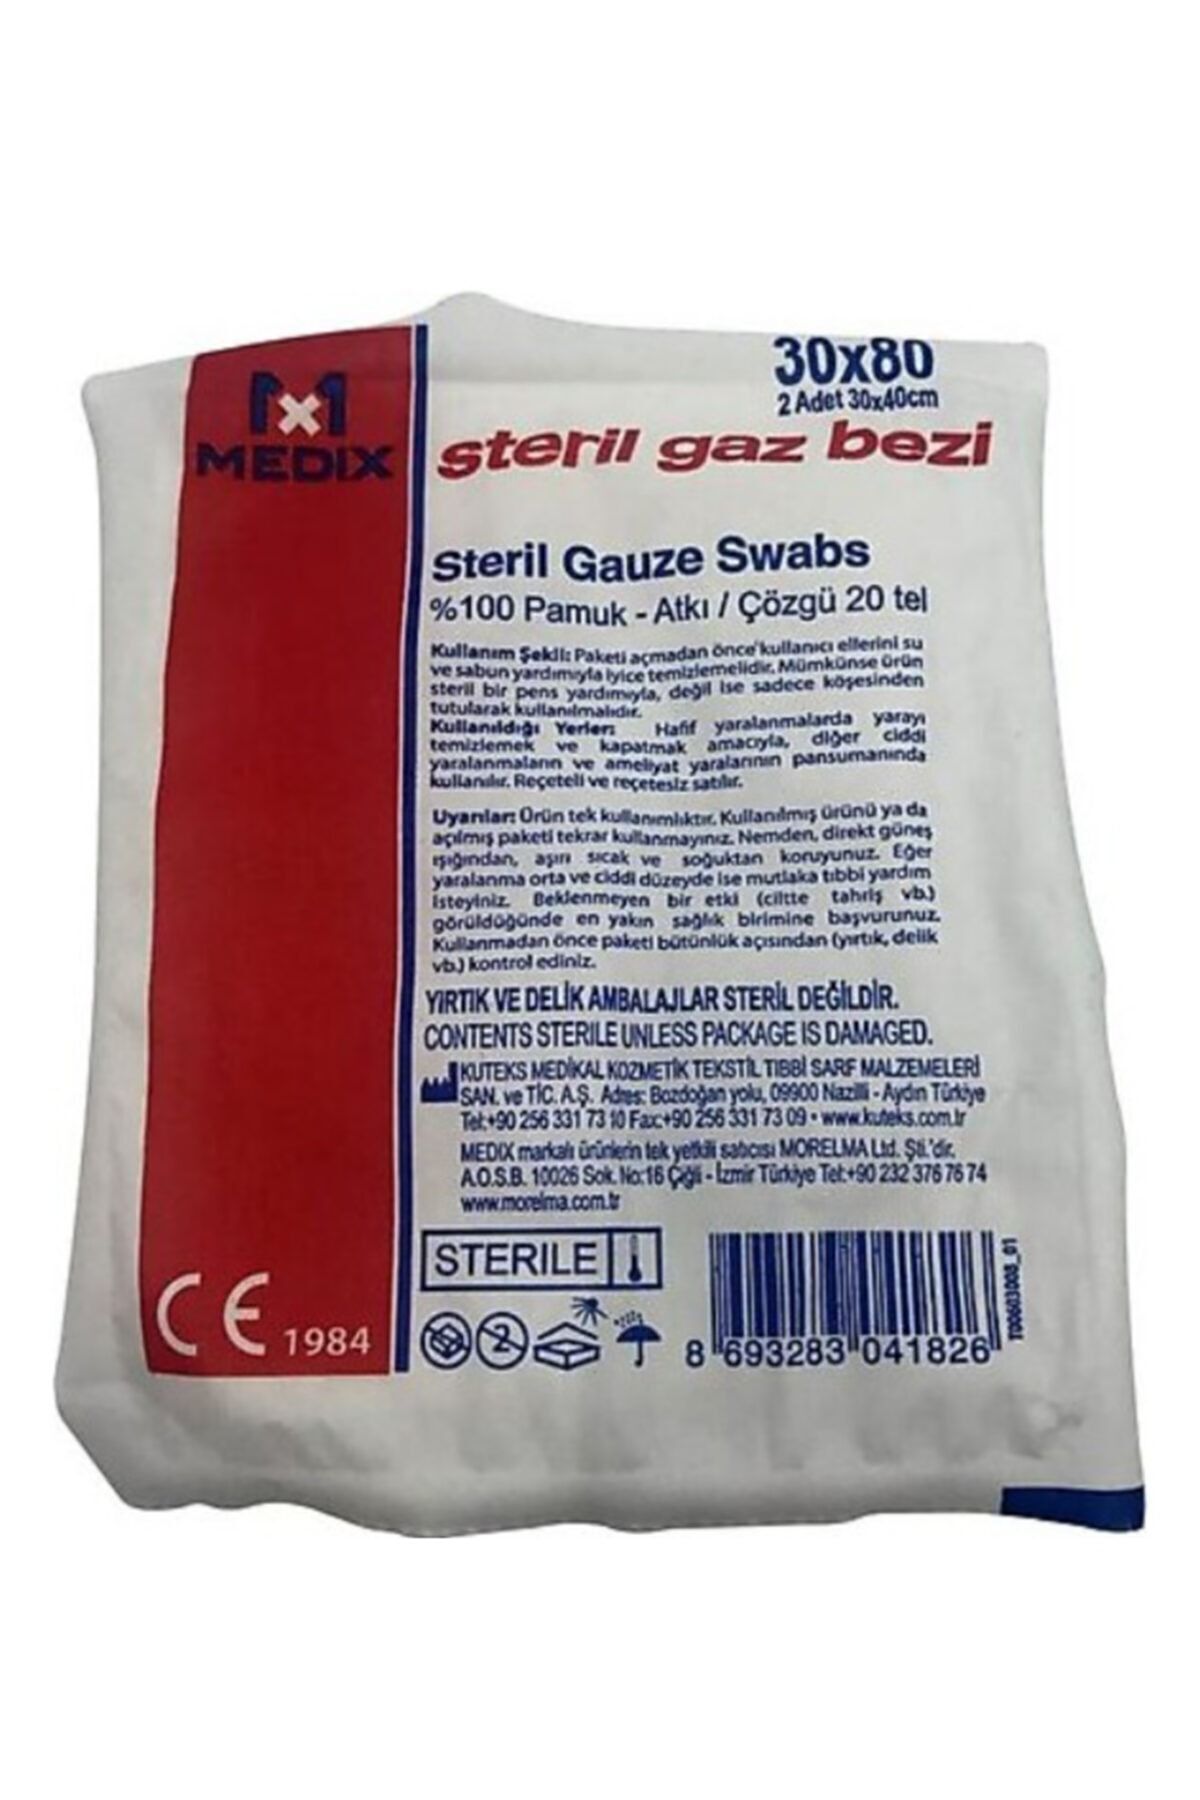 MEDIX
30x80
2 Adet 30x40cm
steril gaz bezi
Steril Gauze Swabs
%100 Pamuk - Atkı / Çözgü 20 tel
Kullanım Şekli: Paketi açmadan önce kullanıcı ellerini su
ve sabun yardımıyla iyice temizlemelidir. Mümkünse ürün
steril bir pens yardımıyla, değil ise sadece köşesinden
tutularak kullanılmalıdır.
Kullanıldığı Yerler: Hafif yaralanmalarda yarayı
temizlemek ve kapatmak amacıyla, diğer ciddi
yaralanmaların ve ameliyat yaralarının pansumanında
kullanılır. Reçeteli ve reçetesiz satılır.
Uyarılar: Ürün tek kullanımlıktır. Kullanılmış ürünü ya da
açılmış paketi tekrar kullanmayınız. Nemden, direkt güneş
ışığından, aşırı sıcak ve soğuktan koruyunuz. Eğer
yaralanma orta ve ciddi düzeyde ise mutlaka tıbbi yardım
isteyiniz. Beklenmeyen bir etki (ciltte tahriş vb.)
görüldüğünde en yakın sağlık birimine başvurunuz.
Kullanmadan önce paketi bütünlük açısından (yırtık, delik
vb.) kontrol ediniz.
YIRTIK VE DELİK AMBALAJLAR STERİL DEĞİLDİR.
CONTENTS STERILE UNLESS PACKAGE IS DAMAGED.
KUTEKS MEDİKAL KOZMETİK TEKSTİL TIBBİ SARF MALZEMELERİ
SAN. ve TİC. A.Ş. Adres: Bozdoğan yolu, 09900 Nazilli - Aydın Türkiye
Tel:+90 256 331 73 10 Fax:+90 256 331 73 09 • www.kuteks.com.tr
MEDIX markalı ürünlerin tek yetkili satıcısı MORELMA Ltd. Şti.'dir.
A.O.S.B. 10026 Sok. No:16 Çiğli - İzmir Türkiye Tel:+90 232 376 76 74
www.morelma.com.tr
STERILE
CE 1984
2
8 693283 041826
T00603008_01